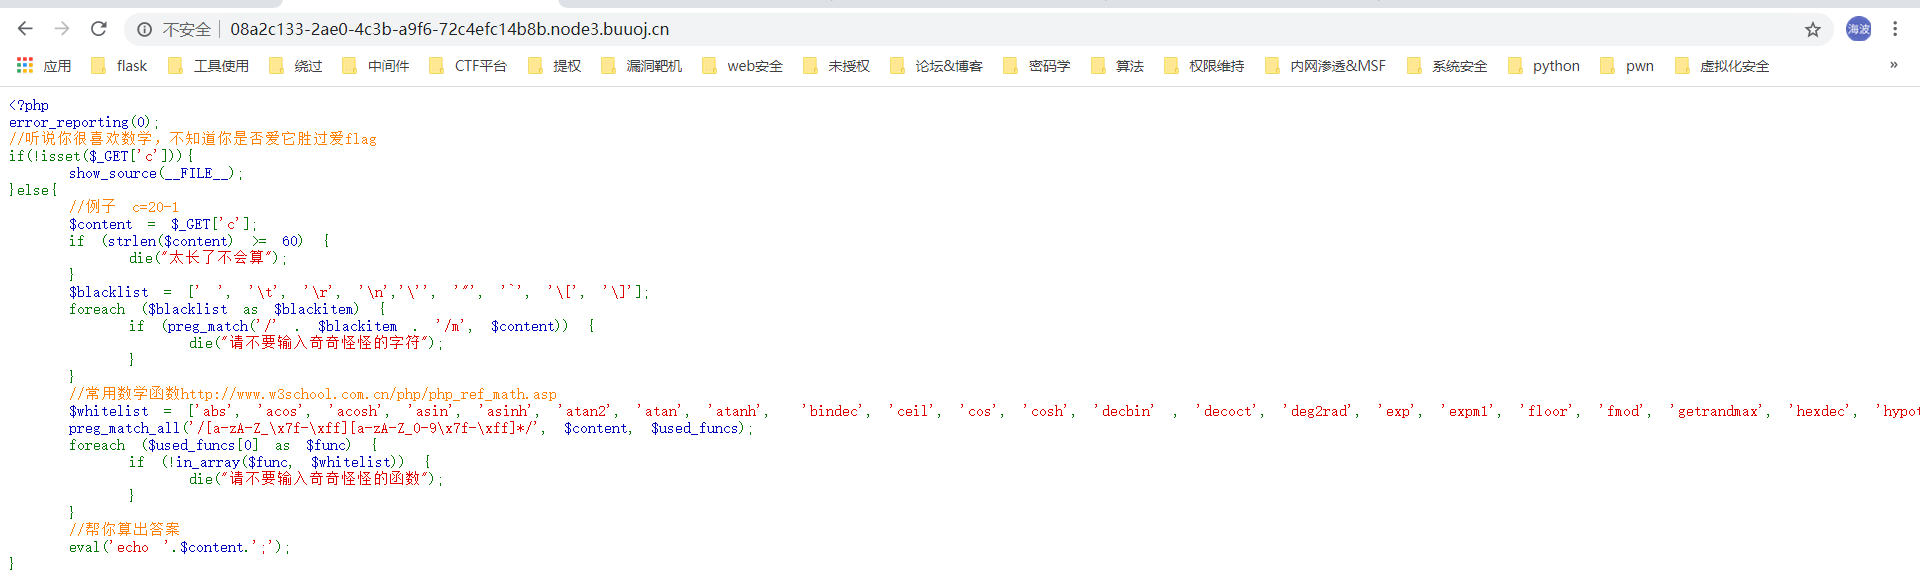 不安全 08a2c133-2ae0-4c3b-a9f6-72c4efc14b8b.node3.buuoj.cn 海波
应用 flask 工具使用 绕过 中间件 CTF平台 提权 漏洞靶机 web安全 未授权 论坛&博客 密码学 算法 权限维持 内网渗透&MSF 系统安全 python pwn 虚拟化安全 »
<?php
error_reporting(0);
//听说你很喜欢数学，不知道你是否爱它胜过爱flag
if(!isset($_GET['c'])){
show_source(__FILE__);
}else{
//例子 c=20-1
$content = $_GET['c'];
if (strlen($content) >= 60) {
die("太长了不会算");
}
$blacklist = [' ', '\t', '\r', '\n','\'', '"', '`', '\[', '\]'];
foreach ($blacklist as $blackitem) {
if (preg_match('/' . $blackitem . '/m', $content)) {
die("请不要输入奇奇怪怪的字符");
}
}
//常用数学函数http://www.w3school.com.cn/php/php_ref_math.asp
$whitelist = ['abs', 'acos', 'acosh', 'asin', 'asinh', 'atan2', 'atan', 'atanh', 'bindec', 'ceil', 'cos', 'cosh', 'decbin' , 'decoct', 'deg2rad', 'exp', 'expm1', 'floor', 'fmod', 'getrandmax', 'hexdec', 'hypot
preg_match_all('/[a-zA-Z_\x7f-\xff][a-zA-Z_0-9\x7f-\xff]*/', $content, $used_funcs);
foreach ($used_funcs[0] as $func) {
if (!in_array($func, $whitelist)) {
die("请不要输入奇奇怪怪的函数");
}
}
//帮你算出答案
eval('echo '.$content.';');
}